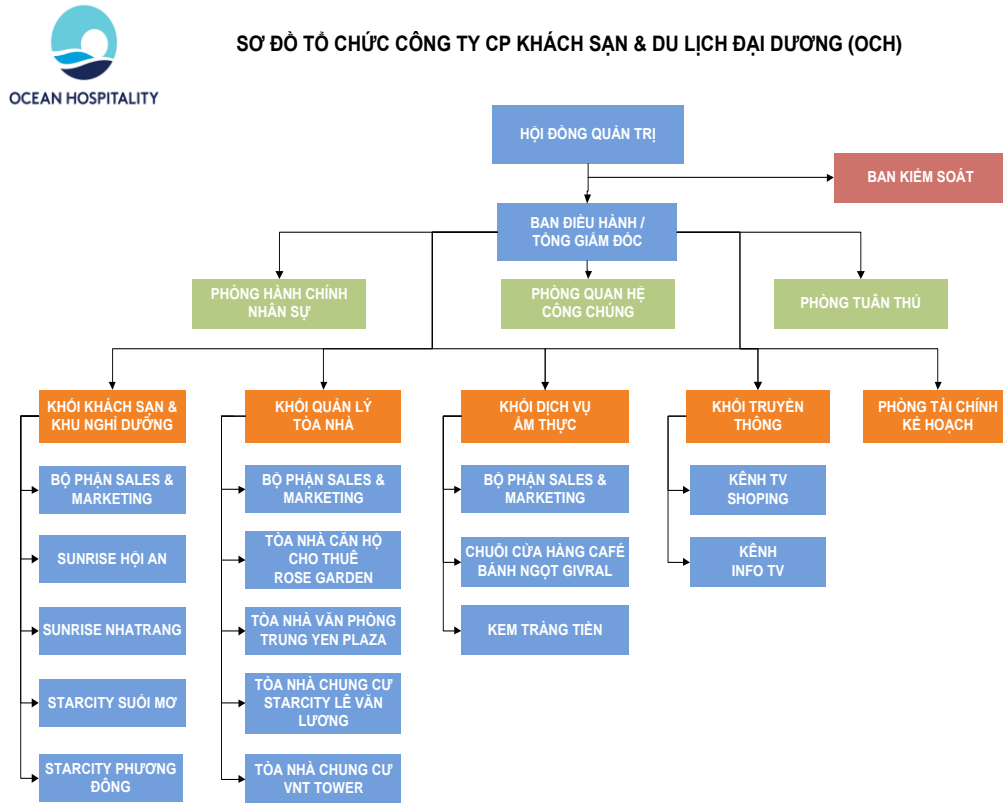 SƠ ĐỒ TỔ CHỨC CÔNG TY CP KHÁCH SẠN & DU LỊCH ĐẠI DƯƠNG (OCH)
OCEAN HOSPITALITY
HỘI ĐỒNG QUẢN TRỊ
BAN KIỂM SOÁT
BAN ĐIỀU HÀNH /
TỔNG GIÁM ĐỐC
PHÒNG HÀNH CHÍNH
NHÂN SỰ
PHÒNG QUAN HỆ
CÔNG CHÚNG
PHÒNG TUÂN THỦ
KHỐI KHÁCH SẠN &
KHU NGHỈ DƯỠNG
BỘ PHẬN SALES &
MARKETING
SUNRISE HỘI AN
SUNRISE NHATRANG
STARCITY SUỐI MƠ
STARCITY PHƯƠNG
ĐÔNG
KHỐI QUẢN LÝ
TÒA NHÀ
BỘ PHẬN SALES &
MARKETING
TÒA NHÀ CĂN HỘ
CHO THUÊ
ROSE GARDEN
TÒA NHÀ VĂN PHÒNG
TRUNG YEN PLAZA
TÒA NHÀ CHUNG CƯ
STARCITY LÊ VĂN
LƯƠNG
TÒA NHÀ CHUNG CƯ
VNT TOWER
KHỐI DỊCH VỤ
ẨM THỰC
BỘ PHẬN SALES &
MARKETING
CHUỖI CỬA HÀNG CAFÉ
BÁNH NGỌT GIVRAL
KEM TRÀNG TIỀN
KHỐI TRUYỀN
THÔNG
KÊNH TV
SHOPING
KÊNH
INFO TV
PHÒNG TÀI CHÍNH
KẾ HOẠCH